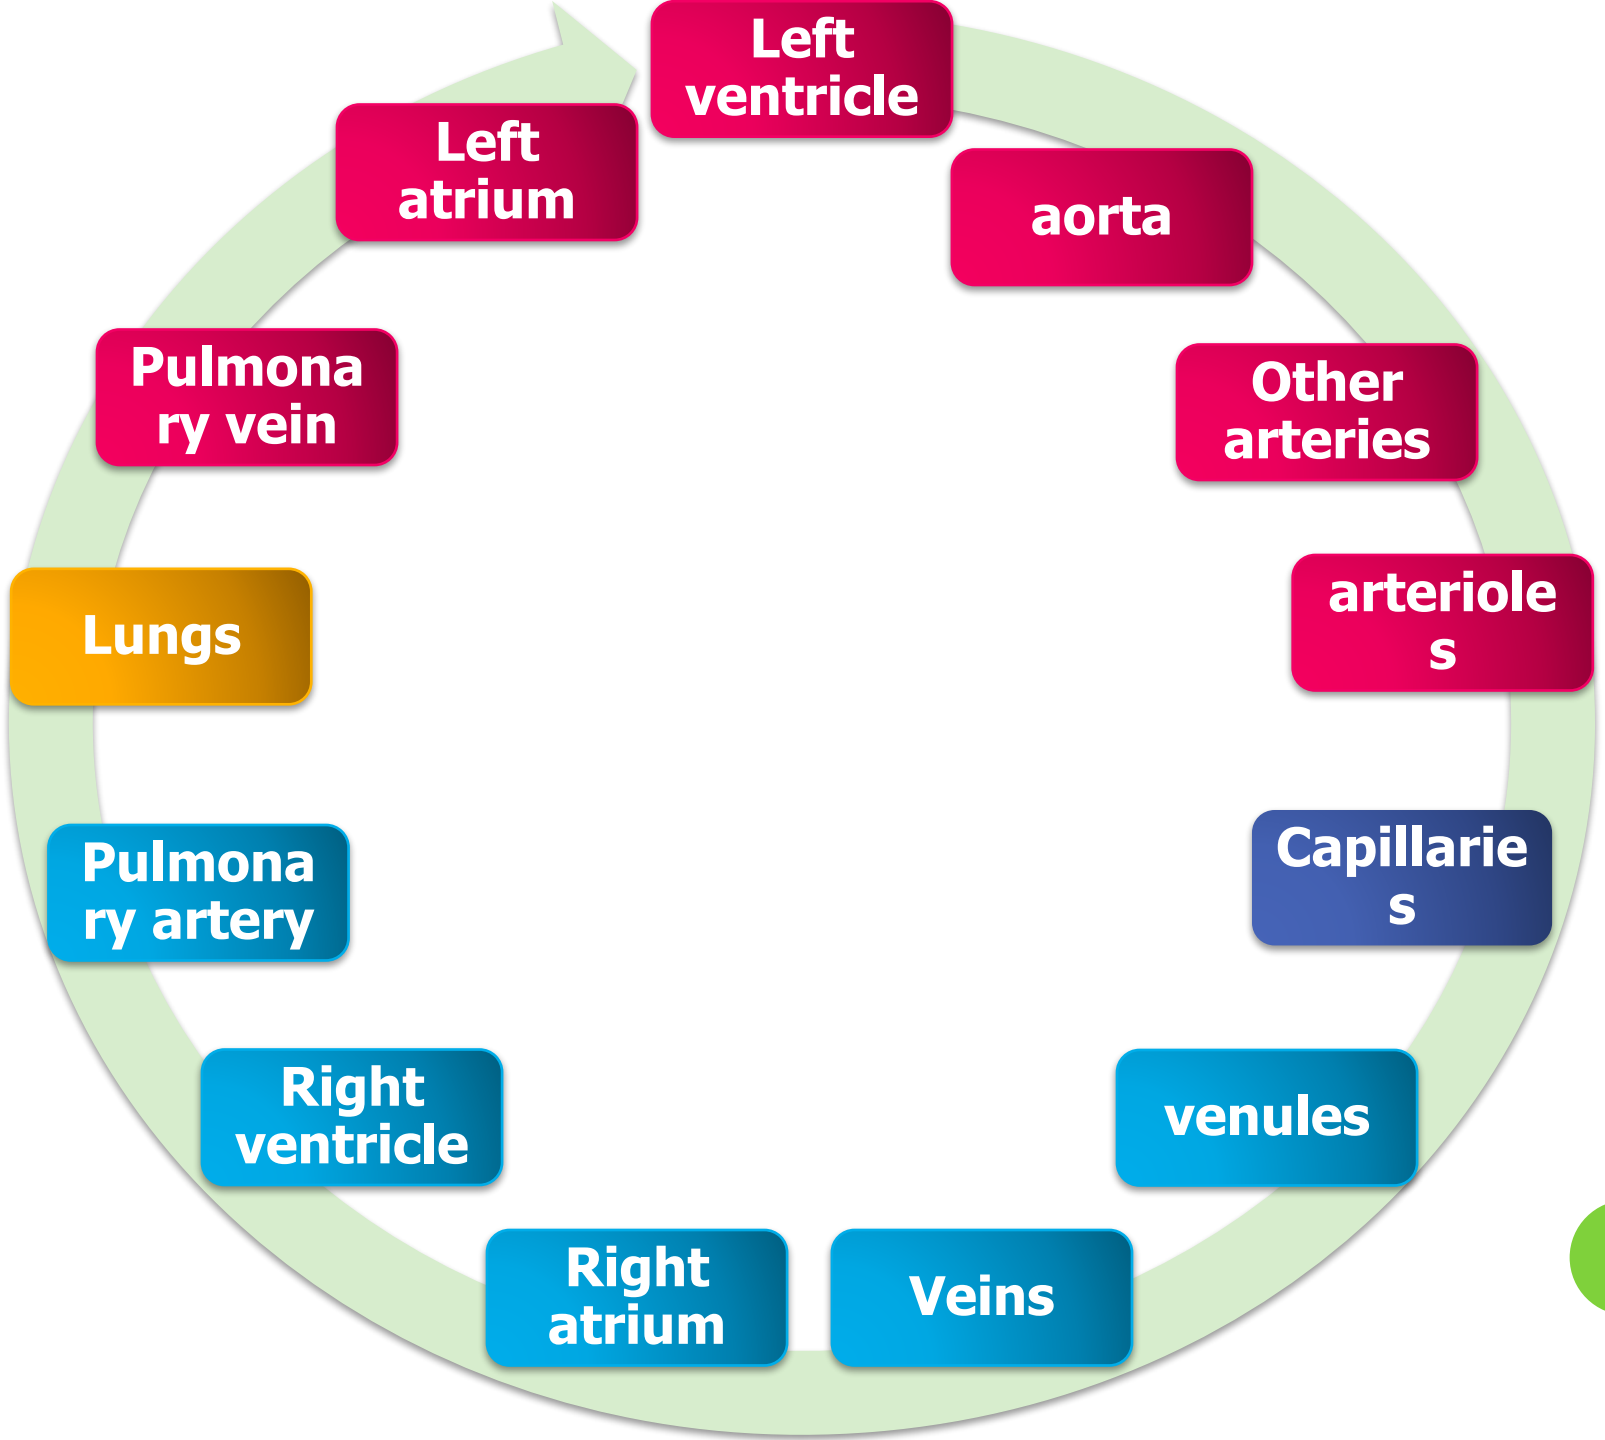 Left
ventricle
aorta
Other
arteries
arteriole
s
Capillarie
s
venules
Veins
Right
atrium
Right
ventricle
Pulmona
ry artery
Lungs
Pulmona
ry vein
Left
atrium